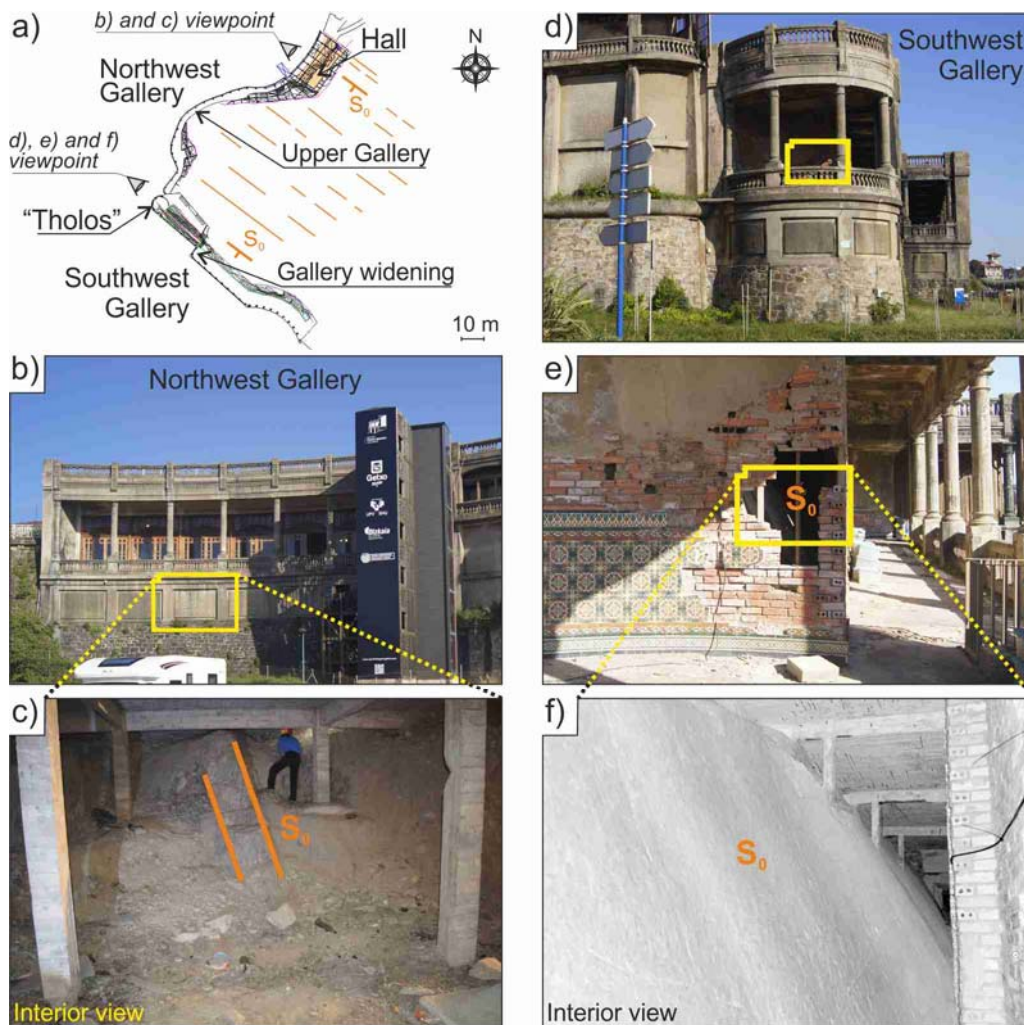 a)
b) and c) viewpoint
Hall
N
Northwest
Gallery
S₀
d), e) and f)
viewpoint
Upper Gallery
“Tholos”
S₀
Gallery widening
Southwest
Gallery
10 m
b)
Northwest Gallery
Getxo
c)
S₀
Interior view
d)
Southwest
Gallery
e)
S₀
f)
S₀
Interior view